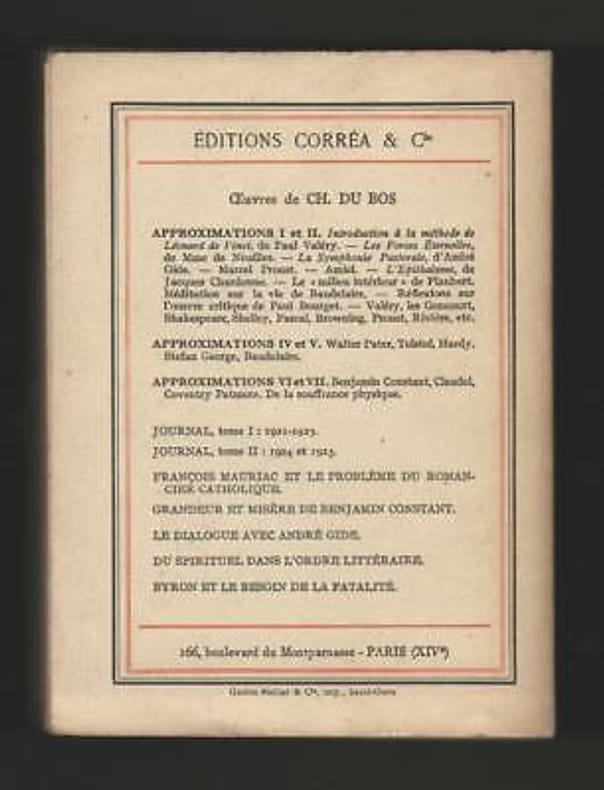 ÉDITIONS CORRÉA & Cie
Œuvres de CH. DU BOS
APPROXIMATIONS I et II. Introduction à la méthode de
Léonard de Vinci, de Paul Valéry. — Les Forces Éternelles,
de Mme de Noailles. — La Symphonie Pastorale, d'André
Gide. — Marcel Proust. — Amiel. — L'Epithalame, de
Jacques Chardonne. — Le « milieu intérieur » de Flaubert.
Méditation sur la vie de Baudelaire. — Réflexions sur
l'œuvre critique de Paul Bourget. — Valéry, les Goncourt,
Shakespeare, Shelley, Pascal, Browning, Proust, Rivière, etc.
APPROXIMATIONS IV et V. Walter Pater, Tolstoï, Hardy,
Stefan George, Baudelaire.
APPROXIMATIONS VI et VII. Benjamin Constant, Claudel,
Coventry Patmore. De la souffrance physique.
JOURNAL, tome I : 1921-1923.
JOURNAL, tome II : 1924 et 1925.
FRANÇOIS MAURIAC ET LE PROBLÈME DU ROMAN-
CIER CATHOLIQUE.
GRANDEUR ET MISÈRE DE BENJAMIN CONSTANT.
LE DIALOGUE AVEC ANDRÉ GIDE.
DU SPIRITUEL DANS L'ORDRE LITTÉRAIRE.
BYRON ET LE BESOIN DE LA FATALITÉ.
166, boulevard du Montparnasse - PARIS (XIVe)
& Cie, imp., Saint-Ouen